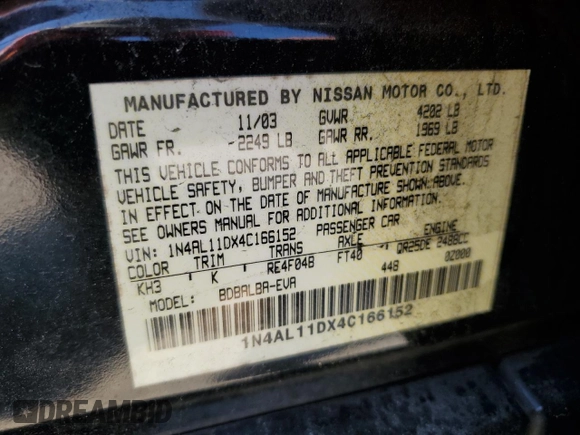 MANUFACTURED BY NISSAN MOTOR CO., LTD.
DATE 11/03 GVWR 4202 LB
GAWR FR. 2249 LB GAWR RR. 1969 LB
THIS VEHICLE CONFORMS TO ALL APPLICABLE FEDERAL MOTOR
VEHICLE SAFETY, BUMPER AND THEFT PREVENTION STANDARDS
IN EFFECT ON THE DATE OF MANUFACTURE SHOWN ABOVE.
SEE OWNERS MANUAL FOR ADDITIONAL INFORMATION.
VIN: 1N4AL11DX4C166152 PASSENGER CAR
COLOR TRIM TRANS AXLE ENGINE
KH3 K RE4F04B FT40 QR25DE 2488CC
448 02000
MODEL: BDBALBA-EVA
1N4AL11DX4C166152
DREAMBID